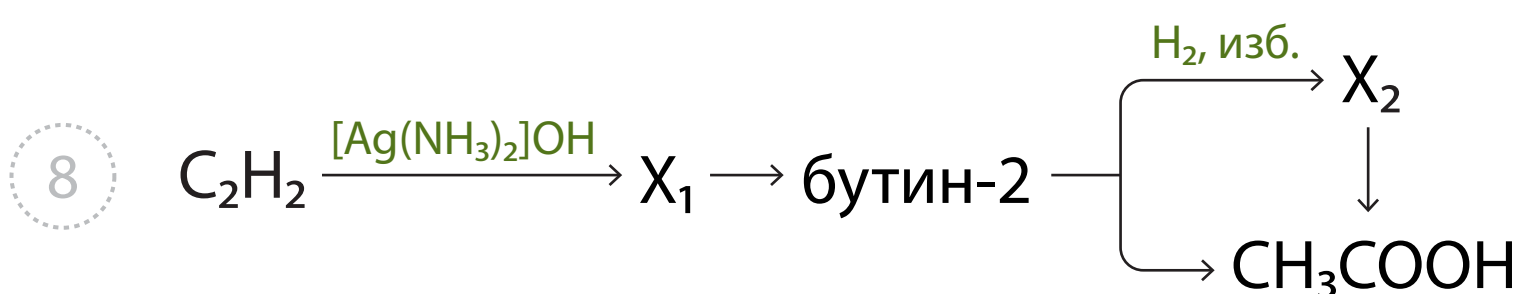 H₂, изб.
X₂
8
C₂H₂
[Ag(NH₃)₂]OH
X₁
бутин-2
CH₃COOH